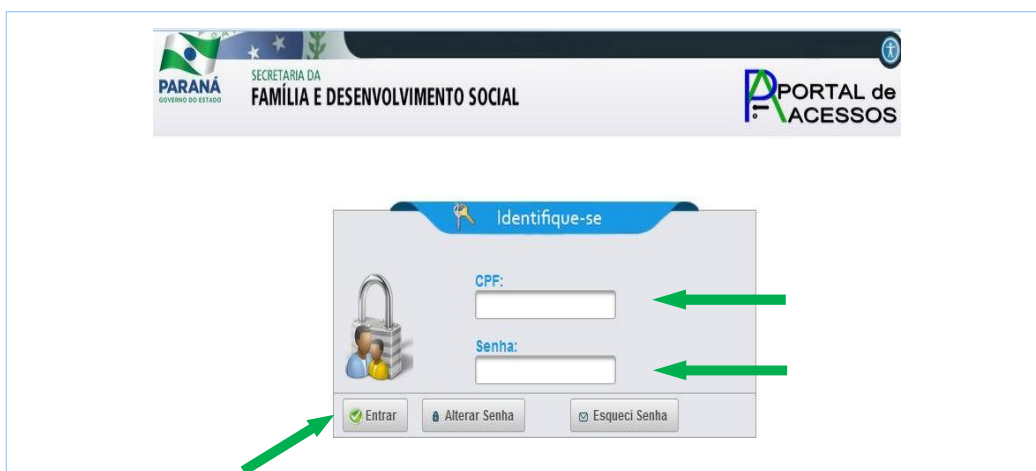 PARANÁ
GOVERNO DO ESTADO
SECRETARIA DA
FAMÍLIA E DESENVOLVIMENTO SOCIAL
PORTAL de
ACESSOS
Identifique-se
CPF:
Senha:
Entrar
Alterar Senha
Esqueci Senha